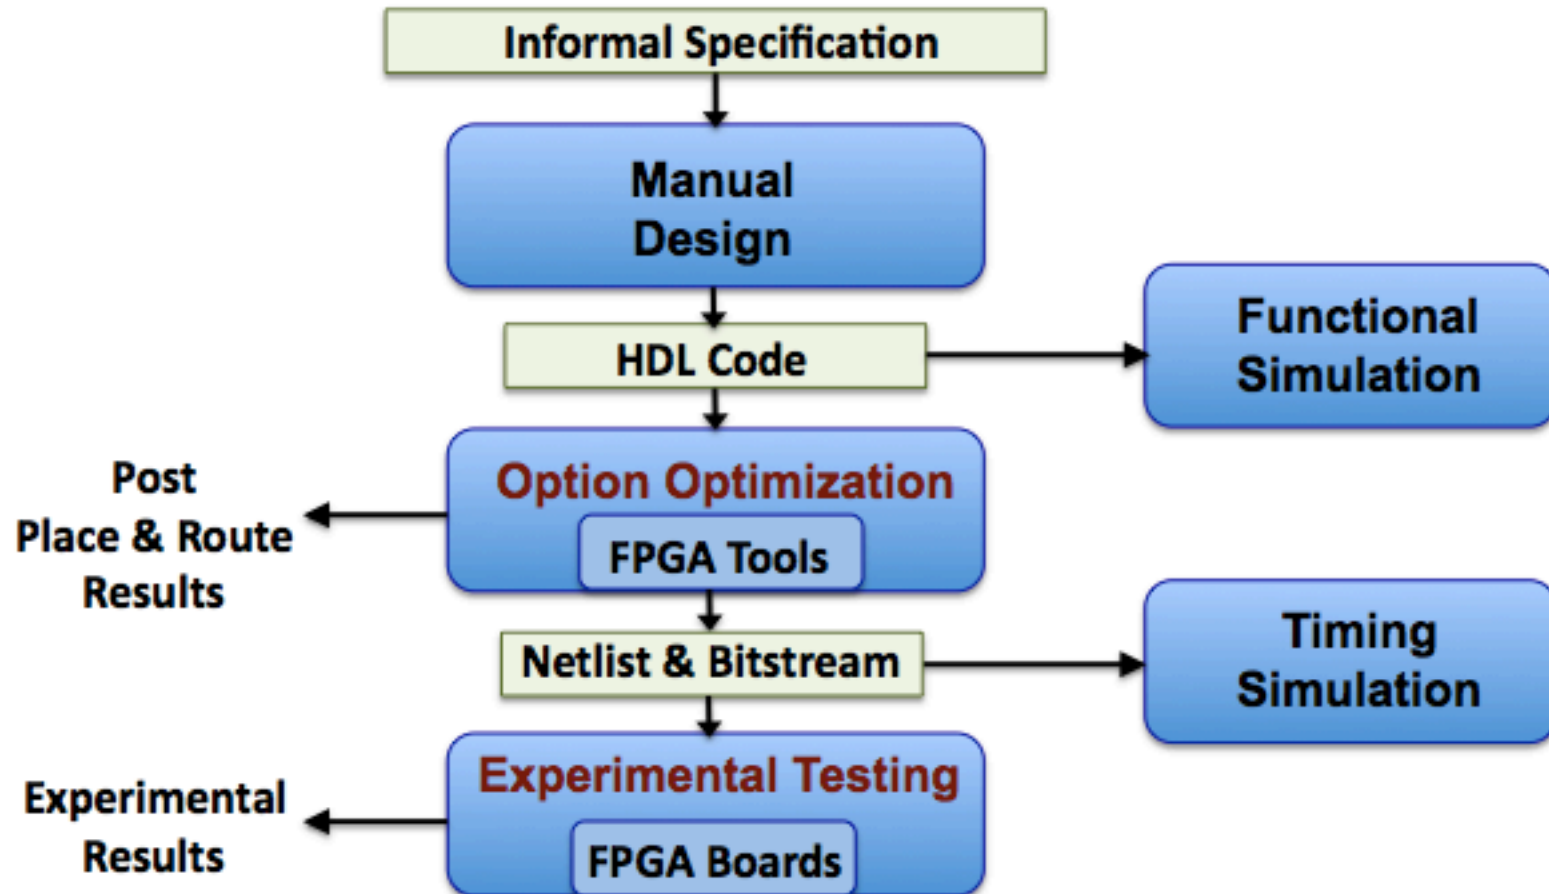 Informal Specification
Manual
Design
HDL Code
Functional
Simulation
Option Optimization
FPGA Tools
Post
Place & Route
Results
Netlist & Bitstream
Timing
Simulation
Experimental Testing
FPGA Boards
Experimental
Results